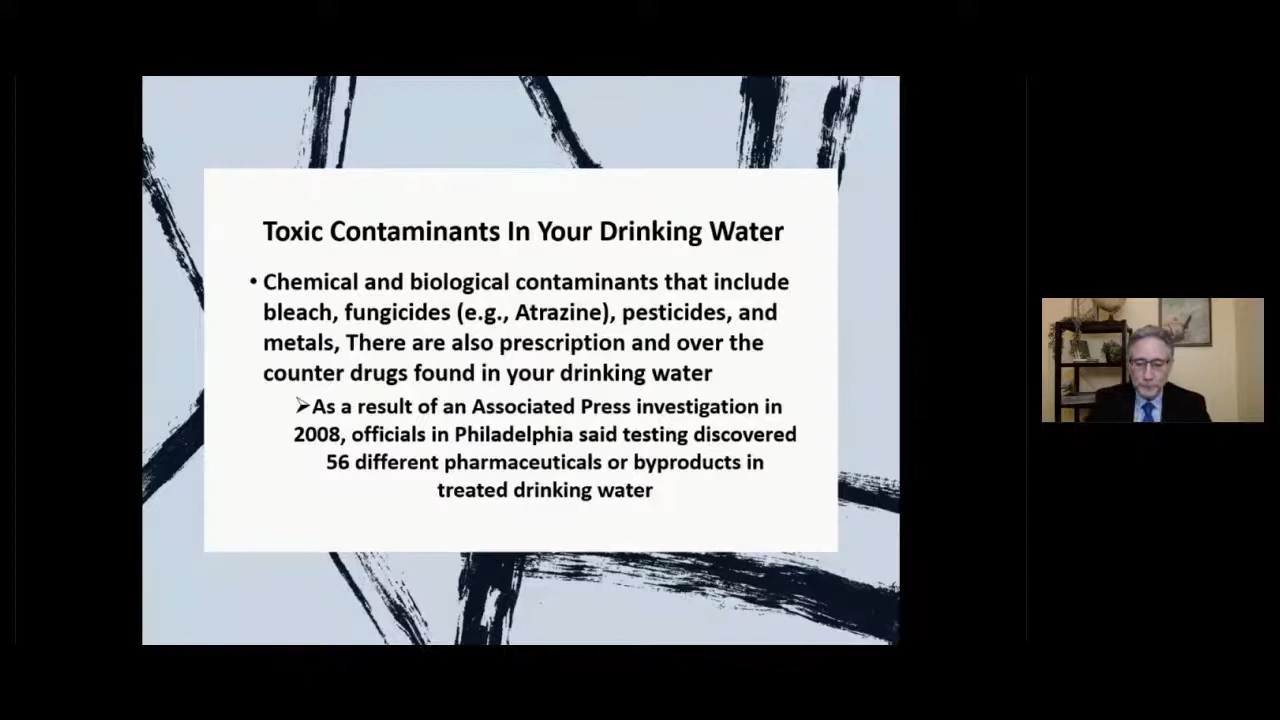 Toxic Contaminants In Your Drinking Water
• Chemical and biological contaminants that include
bleach, fungicides (e.g., Atrazine), pesticides, and
metals, There are also prescription and over the
counter drugs found in your drinking water
➢As a result of an Associated Press investigation in
2008, officials in Philadelphia said testing discovered
56 different pharmaceuticals or byproducts in
treated drinking water